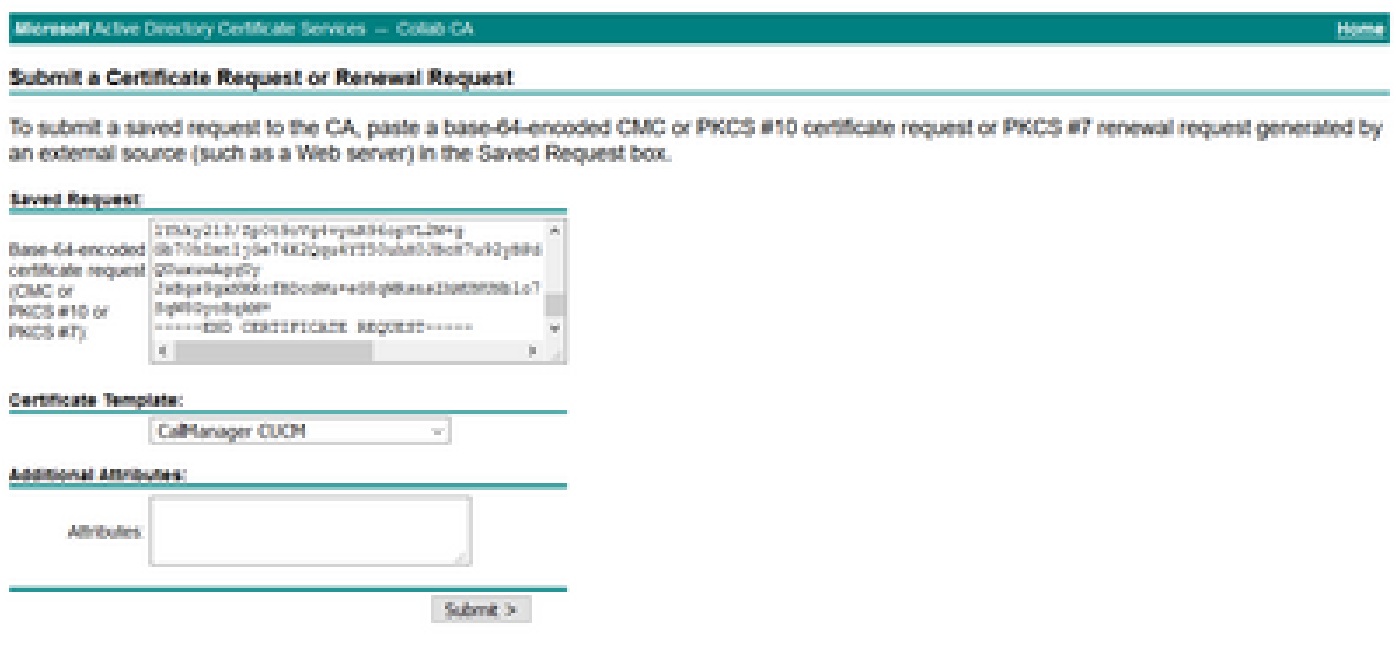 Microsoft Active Directory Certificate Services -- Collab CA
Home
Submit a Certificate Request or Renewal Request
To submit a saved request to the CA, paste a base-64-encoded CMC or PKCS #10 certificate request or PKCS #7 renewal request generated by
an external source (such as a Web server) in the Saved Request box.
Saved Request:
Base-64-encoded
certificate request
(CMC or
PKCS #10 or
PKCS #7):
-----END CERTIFICATE REQUEST-----
Certificate Template:
CallManager CUCM
Additional Attributes:
Attributes:
Submit >